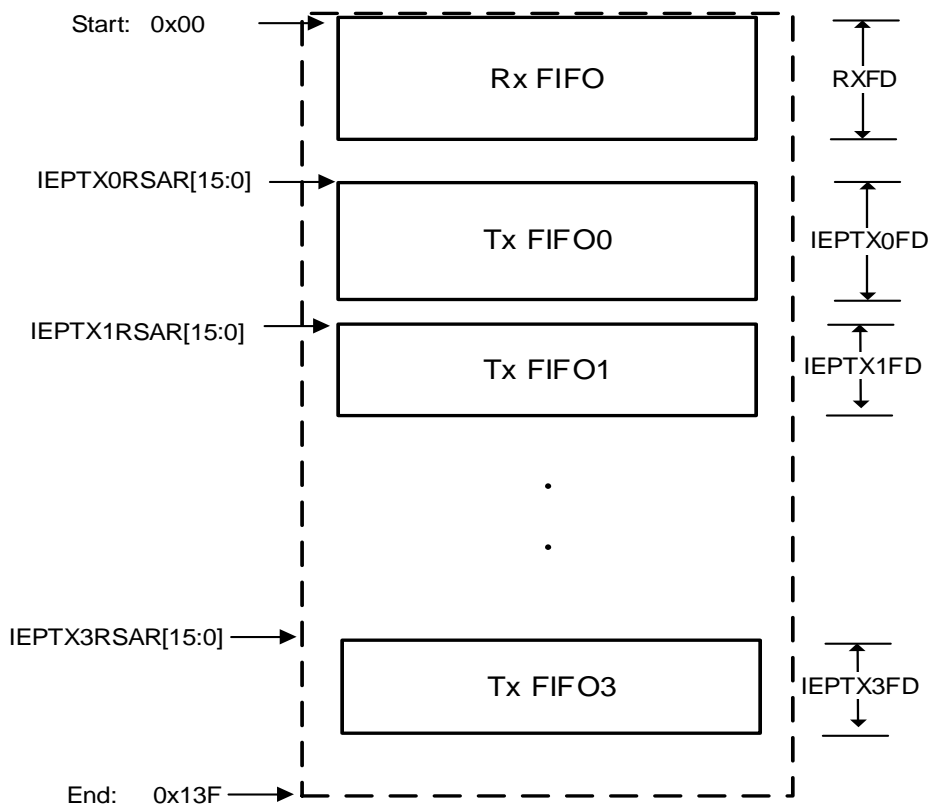 Start: 0x00
Rx FIFO
RXFD
IEPTX0RSAR[15:0]
Tx FIFO0
IEPTX0FD
IEPTX1RSAR[15:0]
Tx FIFO1
IEPTX1FD
.
.
IEPTX3RSAR[15:0]
Tx FIFO3
IEPTX3FD
End: 0x13F